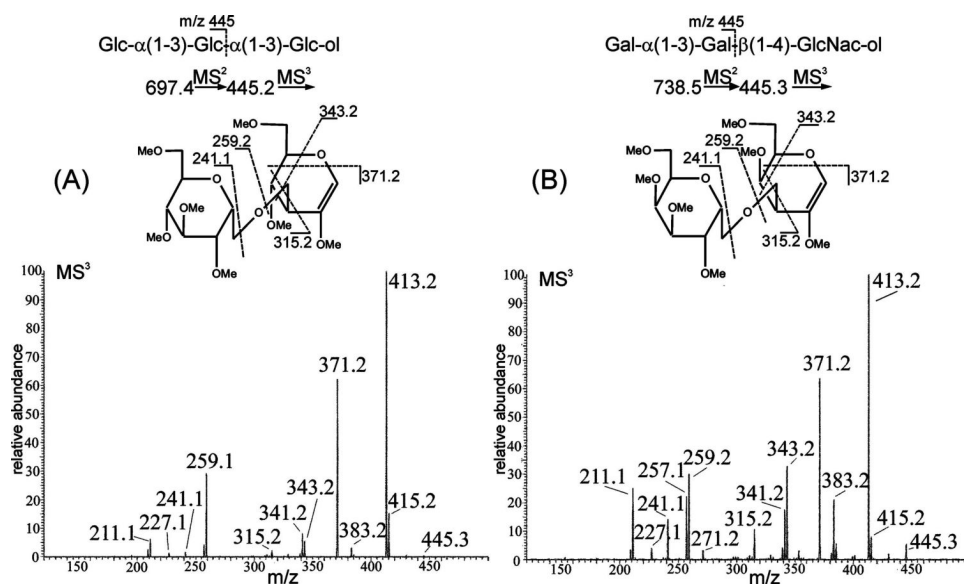 m/z 445
Glc-α(1-3)-Glc-α(1-3)-Glc-ol
697.4 MS² 445.2 MS³
(A)
343.2
MeO
259.2
MeO
241.1
MeO
371.2
MeO
MeO
OMe
315.2
OMe
OMe
MS³
relative abundance
100
90
80
70
60
50
40
30
20
10
0
413.2
371.2
259.1
241.1
227.1
211.1
343.2
341.2
315.2
415.2
383.2
445.3
150 200 250 300 350 400 450
m/z
m/z 445
Gal-α(1-3)-Gal-β(1-4)-GlcNac-ol
738.5 MS² 445.3 MS³
(B)
343.2
MeO
259.2
MeO
241.1
MeO
MeO
371.2
MeO
315.2
OMe
OMe
MS³
relative abundance
100
90
80
70
60
50
40
30
20
10
0
413.2
371.2
343.2
259.2
257.1
211.1
241.1
227.1
271.2
341.2
315.2
383.2
415.2
445.3
150 200 250 300 350 400 450
m/z